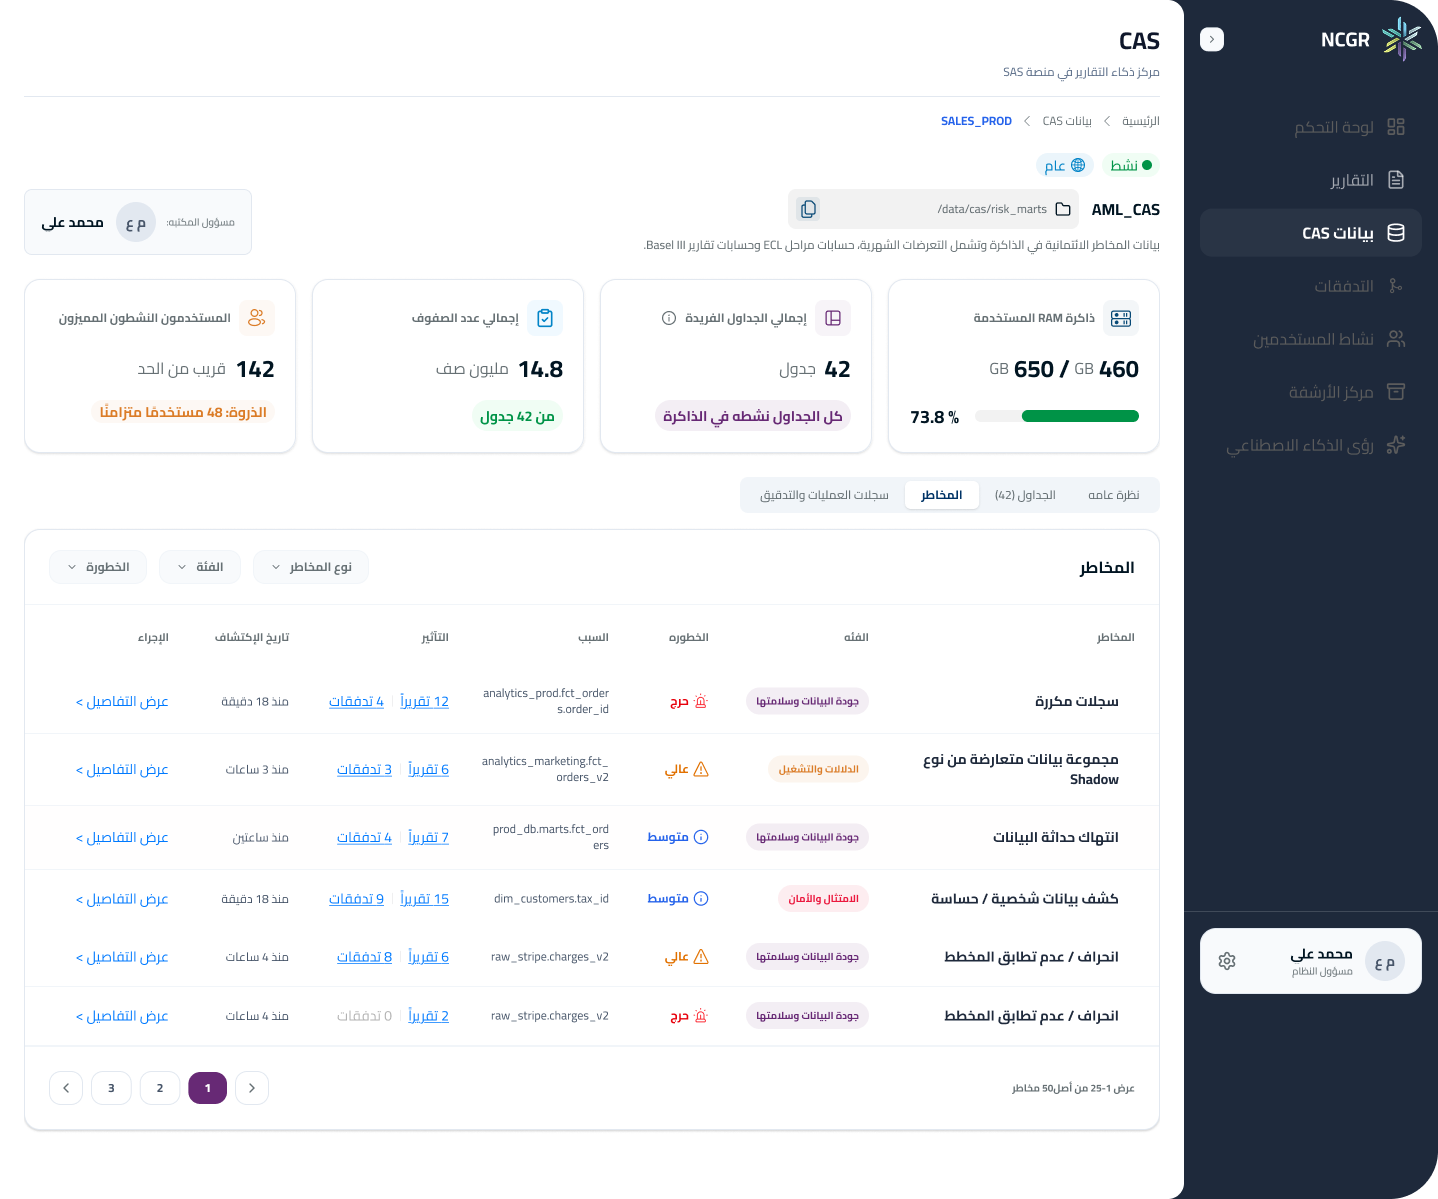 NCGR
لوحة التحكم
التقارير
بيانات CAS
التدفقات
نشاط المستخدمين
مركز الأرشفة
رؤى الذكاء الاصطناعي
محمد على
مسؤول النظام
م ع
CAS
مركز ذكاء التقارير في منصة SAS
الرئيسية
بيانات CAS
SALES_PROD
نشط
عام
AML_CAS
/data/cas/risk_marts
بيانات المخاطر الائتمانية في الذاكرة وتشمل التعرضات الشهرية، حسابات مراحل ECL وحسابات تقارير Basel III.
مسؤول المكتبه:
م ع
محمد على
ذاكرة RAM المستخدمة
460 GB / 650 GB
73.8 %
إجمالي الجداول الفريدة
42 جدول
كل الجداول نشطه في الذاكرة
إجمالي عدد الصفوف
14.8 مليون صف
من 42 جدول
المستخدمون النشطون المميزون
142 قريب من الحد
الذروة: 48 مستخدمًا متزامنًا
نظرة عامه
الجداول (42)
المخاطر
سجلات العمليات والتدقيق
المخاطر
نوع المخاطر
الفئة
الخطورة
المخاطر
الفئه
الخطوره
السبب
التأثير
تاريخ الإكتشاف
الإجراء
سجلات مكررة
جودة البيانات وسلامتها
حرج
analytics_prod.fct_order
s.order_id
12 تقريراً | 4 تدفقات
منذ 18 دقيقة
عرض التفاصيل >
مجموعة بيانات متعارضة من نوع
Shadow
الدلالات والتشغيل
عالي
analytics_marketing.fct_
orders_v2
6 تقريراً | 3 تدفقات
منذ 3 ساعات
عرض التفاصيل >
انتهاك حداثة البيانات
جودة البيانات وسلامتها
متوسط
prod_db.marts.fct_ord
ers
7 تقريراً | 4 تدفقات
منذ ساعتين
عرض التفاصيل >
كشف بيانات شخصية / حساسة
الامتثال والأمان
متوسط
dim_customers.tax_id
15 تقريراً | 9 تدفقات
منذ 18 دقيقة
عرض التفاصيل >
انحراف / عدم تطابق المخطط
جودة البيانات وسلامتها
عالي
raw_stripe.charges_v2
6 تقريراً | 8 تدفقات
منذ 4 ساعات
عرض التفاصيل >
انحراف / عدم تطابق المخطط
جودة البيانات وسلامتها
حرج
raw_stripe.charges_v2
2 تقريراً | 0 تدفقات
منذ 4 ساعات
عرض التفاصيل >
عرض 1-25 من أصل50 مخاطر
1
2
3